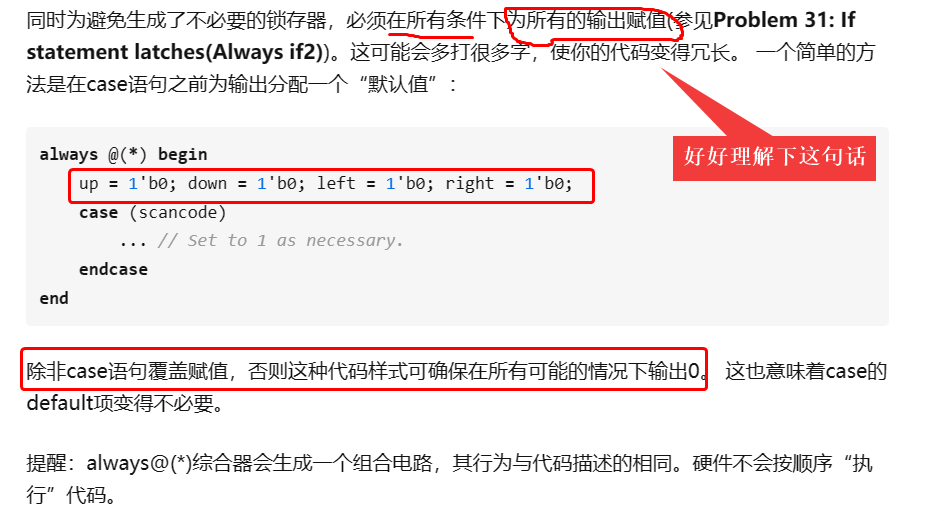 同时为避免生成了不必要的锁存器，必须在所有条件下为所有的输出赋值(参见Problem 31: If
statement latches(Always if2))。这可能会多打很多字，使你的代码变得冗长。 一个简单的方
法是在case语句之前为输出分配一个“默认值”：
好好理解下这句话
always @(*) begin
up = 1'b0; down = 1'b0; left = 1'b0; right = 1'b0;
case (scancode)
... // Set to 1 as necessary.
endcase
end
除非case语句覆盖赋值，否则这种代码样式可确保在所有可能的情况下输出0。 这也意味着case的
default项变得不必要。
提醒：always@(*)综合器会生成一个组合电路，其行为与代码描述的相同。硬件不会按顺序“执
行”代码。